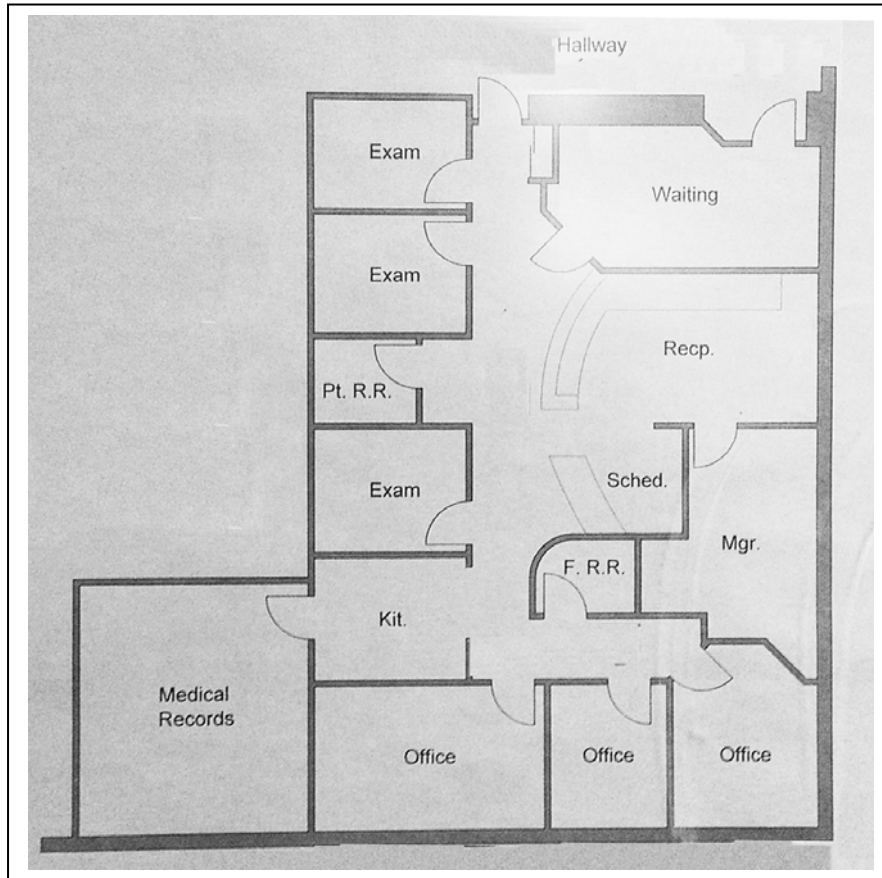 Hallway
Exam
Waiting
Exam
Recp.
Pt. R.R.
Exam
Sched.
Mgr.
F. R.R.
Kit.
Medical
Records
Office
Office
Office